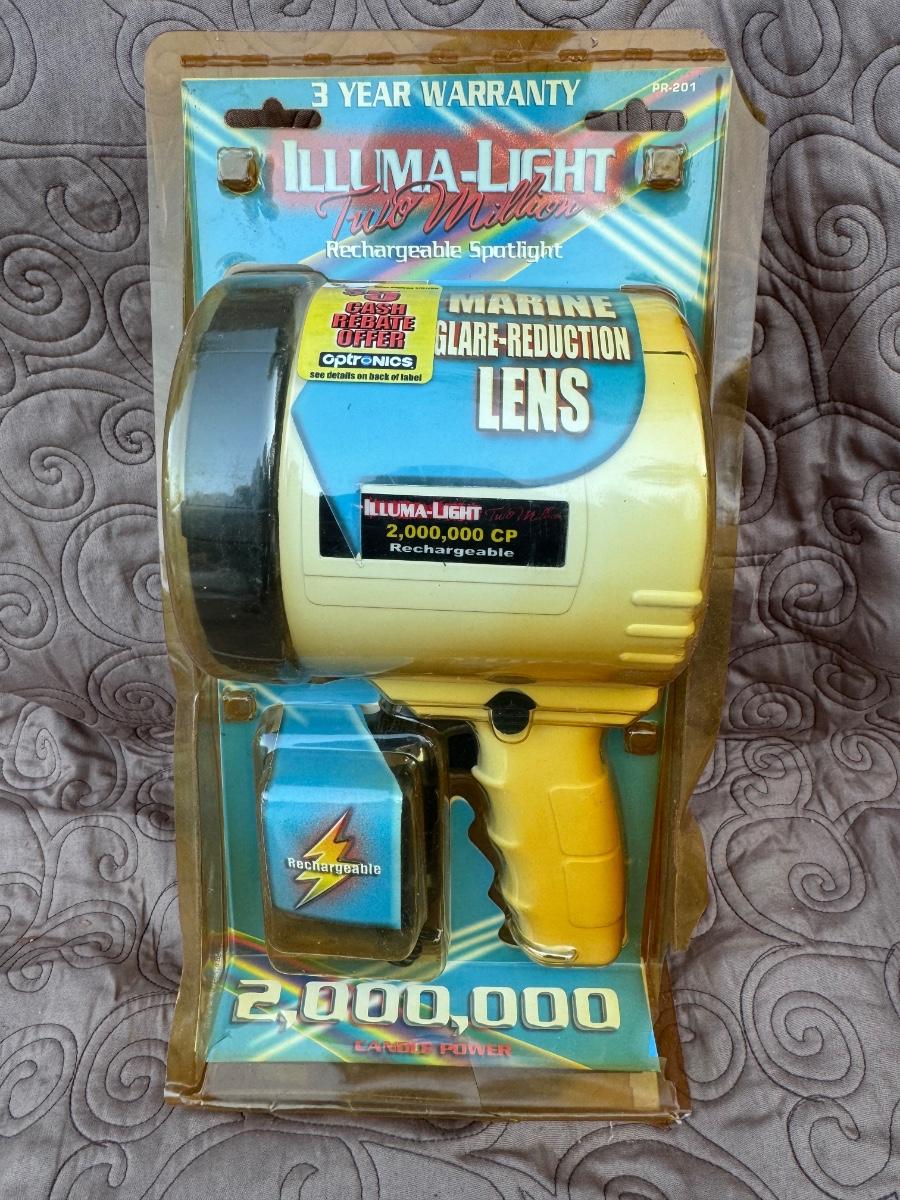 3 YEAR WARRANTY
PR-201
ILLUMA-LIGHT
Two Million
Rechargeable Spotlight
CASH
REBATE
OFFER
OPTRONICS
see details on back of label
MARINE
GLARE-REDUCTION
LENS
ILLUMA-LIGHT Two Million
2,000,000 CP
Rechargeable
Rechargeable
2,000,000
CANDLE POWER